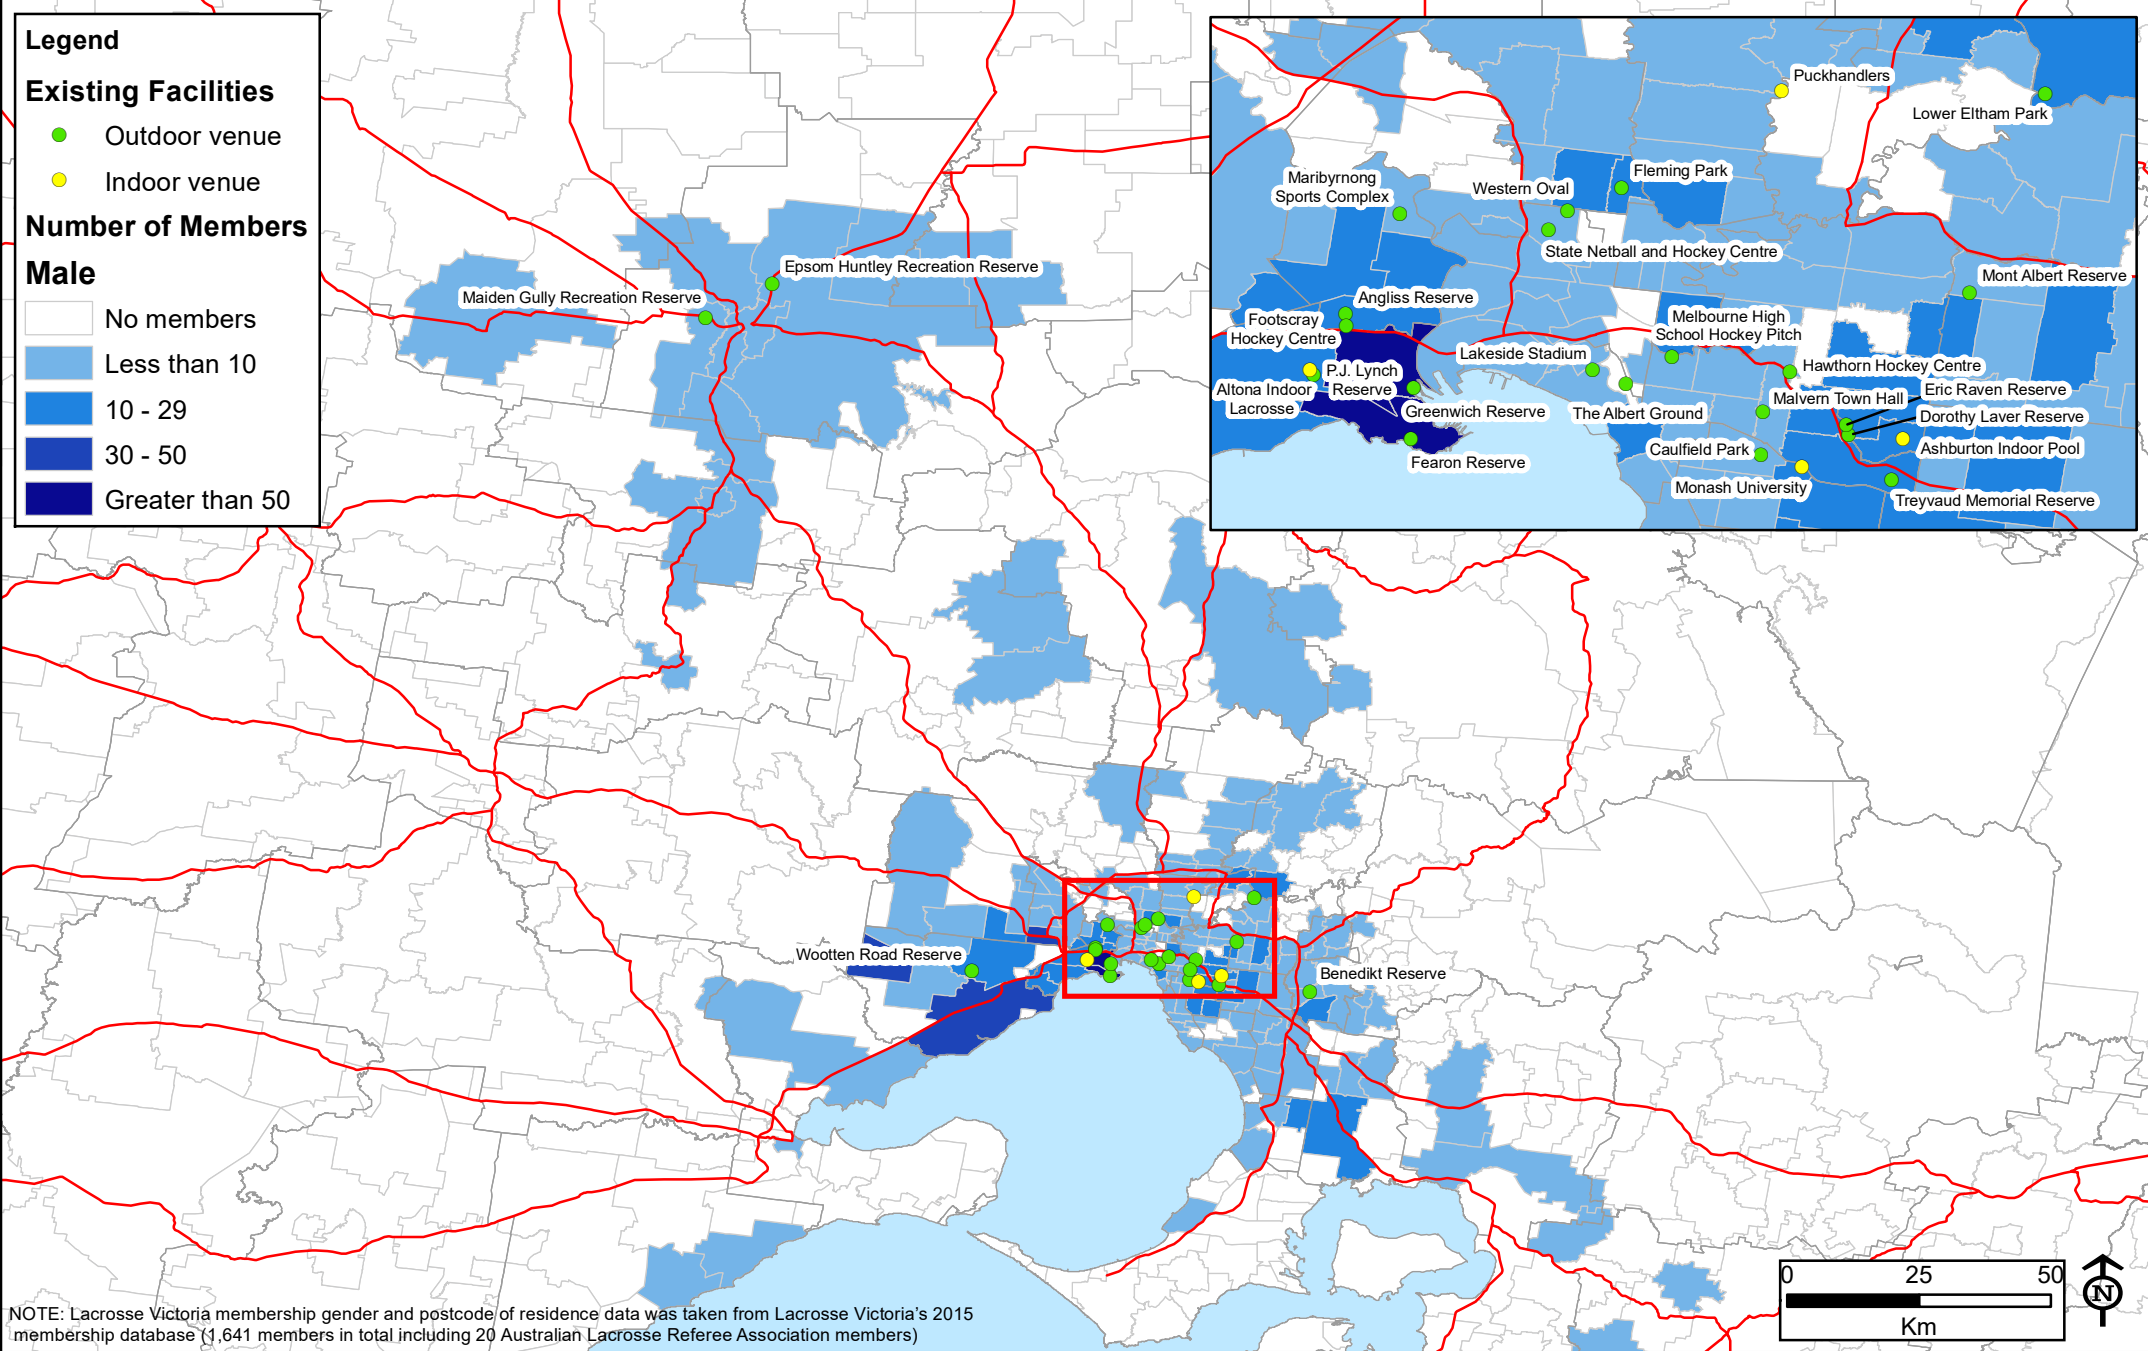 Legend
Existing Facilities
Outdoor venue
Indoor venue
Number of Members
Male
No members
Less than 10
10 - 29
30 - 50
Greater than 50
Epsom Huntley Recreation Reserve
Maiden Gully Recreation Reserve
Puckhandlers
Lower Eltham Park
Maribyrnong
Sports Complex
Western Oval
Fleming Park
State Netball and Hockey Centre
Mont Albert Reserve
Angliss Reserve
Footscray
Hockey Centre
Melbourne High
School Hockey Pitch
Lakeside Stadium
Hawthorn Hockey Centre
P.J. Lynch
Reserve
Altona Indoor
Lacrosse
Greenwich Reserve
The Albert Ground
Malvern Town Hall
Eric Raven Reserve
Dorothy Laver Reserve
Caulfield Park
Ashburton Indoor Pool
Fearon Reserve
Monash University
Treyvaud Memorial Reserve
Wootten Road Reserve
Benedikt Reserve
0 25 50
Km
N
NOTE: Lacrosse Victoria membership gender and postcode of residence data was taken from Lacrosse Victoria’s 2015
membership database (1,641 members in total including 20 Australian Lacrosse Referee Association members)